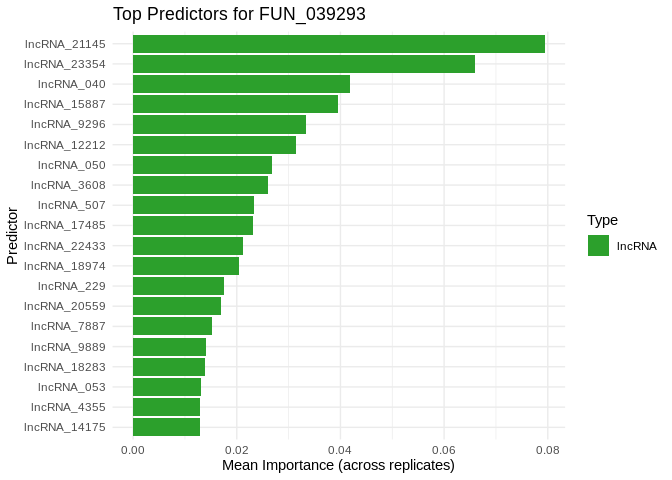 Top Predictors for FUN_039293
Predictor
lncRNA_21145
lncRNA_23354
lncRNA_040
lncRNA_15887
lncRNA_9296
lncRNA_12212
lncRNA_050
lncRNA_3608
lncRNA_507
lncRNA_17485
lncRNA_22433
lncRNA_18974
lncRNA_229
lncRNA_20559
lncRNA_7887
lncRNA_9889
lncRNA_18283
lncRNA_053
lncRNA_4355
lncRNA_14175
0.00 0.02 0.04 0.06 0.08
Mean Importance (across replicates)
Type
lncRNA